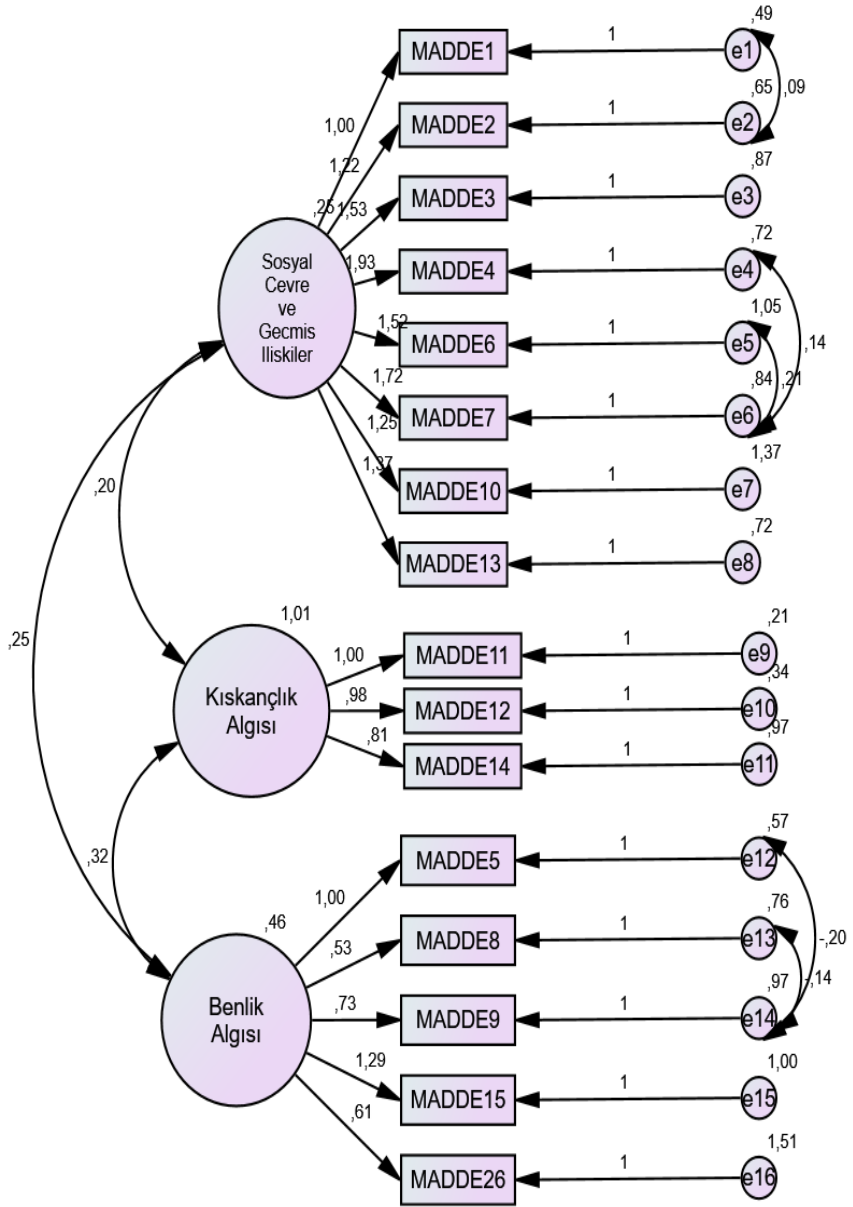 ,49
MADDE1
1
e1
1,00
,65
,09
MADDE2
1
e2
1,22
,87
MADDE3
1
e3
,25
1,53
,72
Sosyal
Cevre
ve
Gecmis
Iliskiler
1,93
MADDE4
1
e4
1,05
1,52
MADDE6
1
e5
,14
,84
,21
1,72
MADDE7
1
e6
1,25
1,37
1,37
MADDE10
1
e7
,20
,72
MADDE13
1
e8
,25
1,01
,21
1,00
MADDE11
1
e9
,34
Kıskançlık
Algısı
,98
MADDE12
1
e10
,97
,81
MADDE14
1
e11
,32
,57
MADDE5
1
e12
1,00
,46
,76
,53
MADDE8
1
e13
-,20
,97
-,14
Benlik
Algısı
,73
MADDE9
1
e14
1,29
1,00
MADDE15
1
e15
,61
1,51
MADDE26
1
e16